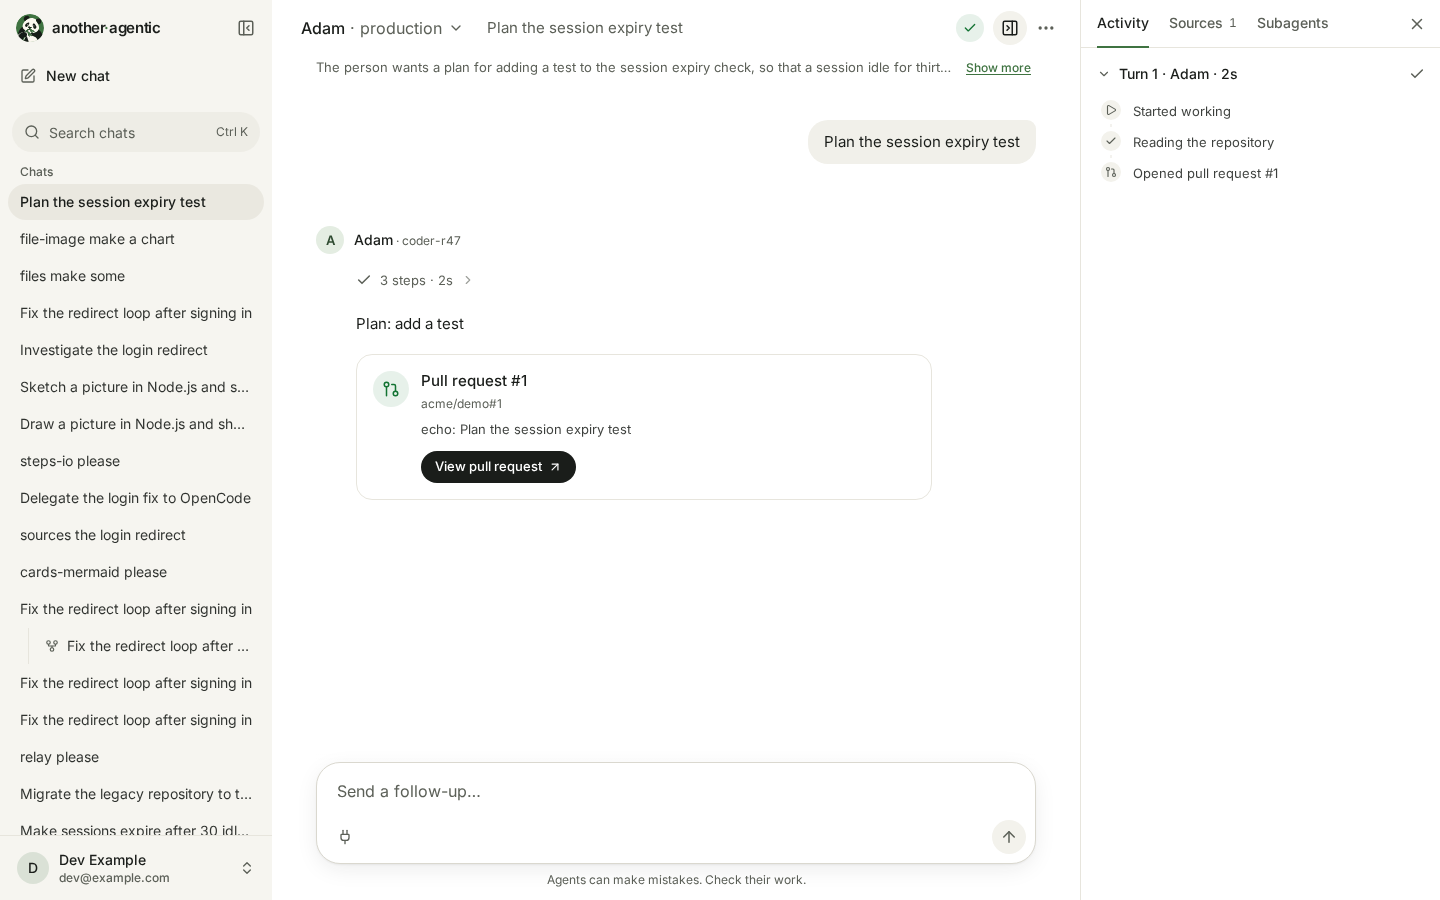 another·agentic
New chat
Search chats Ctrl K
Chats
Plan the session expiry test
file-image make a chart
files make some
Fix the redirect loop after signing in
Investigate the login redirect
Sketch a picture in Node.js and s...
Draw a picture in Node.js and sh...
steps-io please
Delegate the login fix to OpenCode
sources the login redirect
cards-mermaid please
Fix the redirect loop after signing in
Fix the redirect loop after ...
Fix the redirect loop after signing in
Fix the redirect loop after signing in
relay please
Migrate the legacy repository to t...
Make sessions expire after 30 idl...
D
Dev Example
dev@example.com
Adam · production
Plan the session expiry test
The person wants a plan for adding a test to the session expiry check, so that a session idle for thirt... Show more
Plan the session expiry test
A Adam · coder-r47
3 steps · 2s
Plan: add a test
Pull request #1
acme/demo#1
echo: Plan the session expiry test
View pull request
Send a follow-up...
Agents can make mistakes. Check their work.
Activity Sources 1 Subagents
Turn 1 · Adam · 2s
Started working
Reading the repository
Opened pull request #1